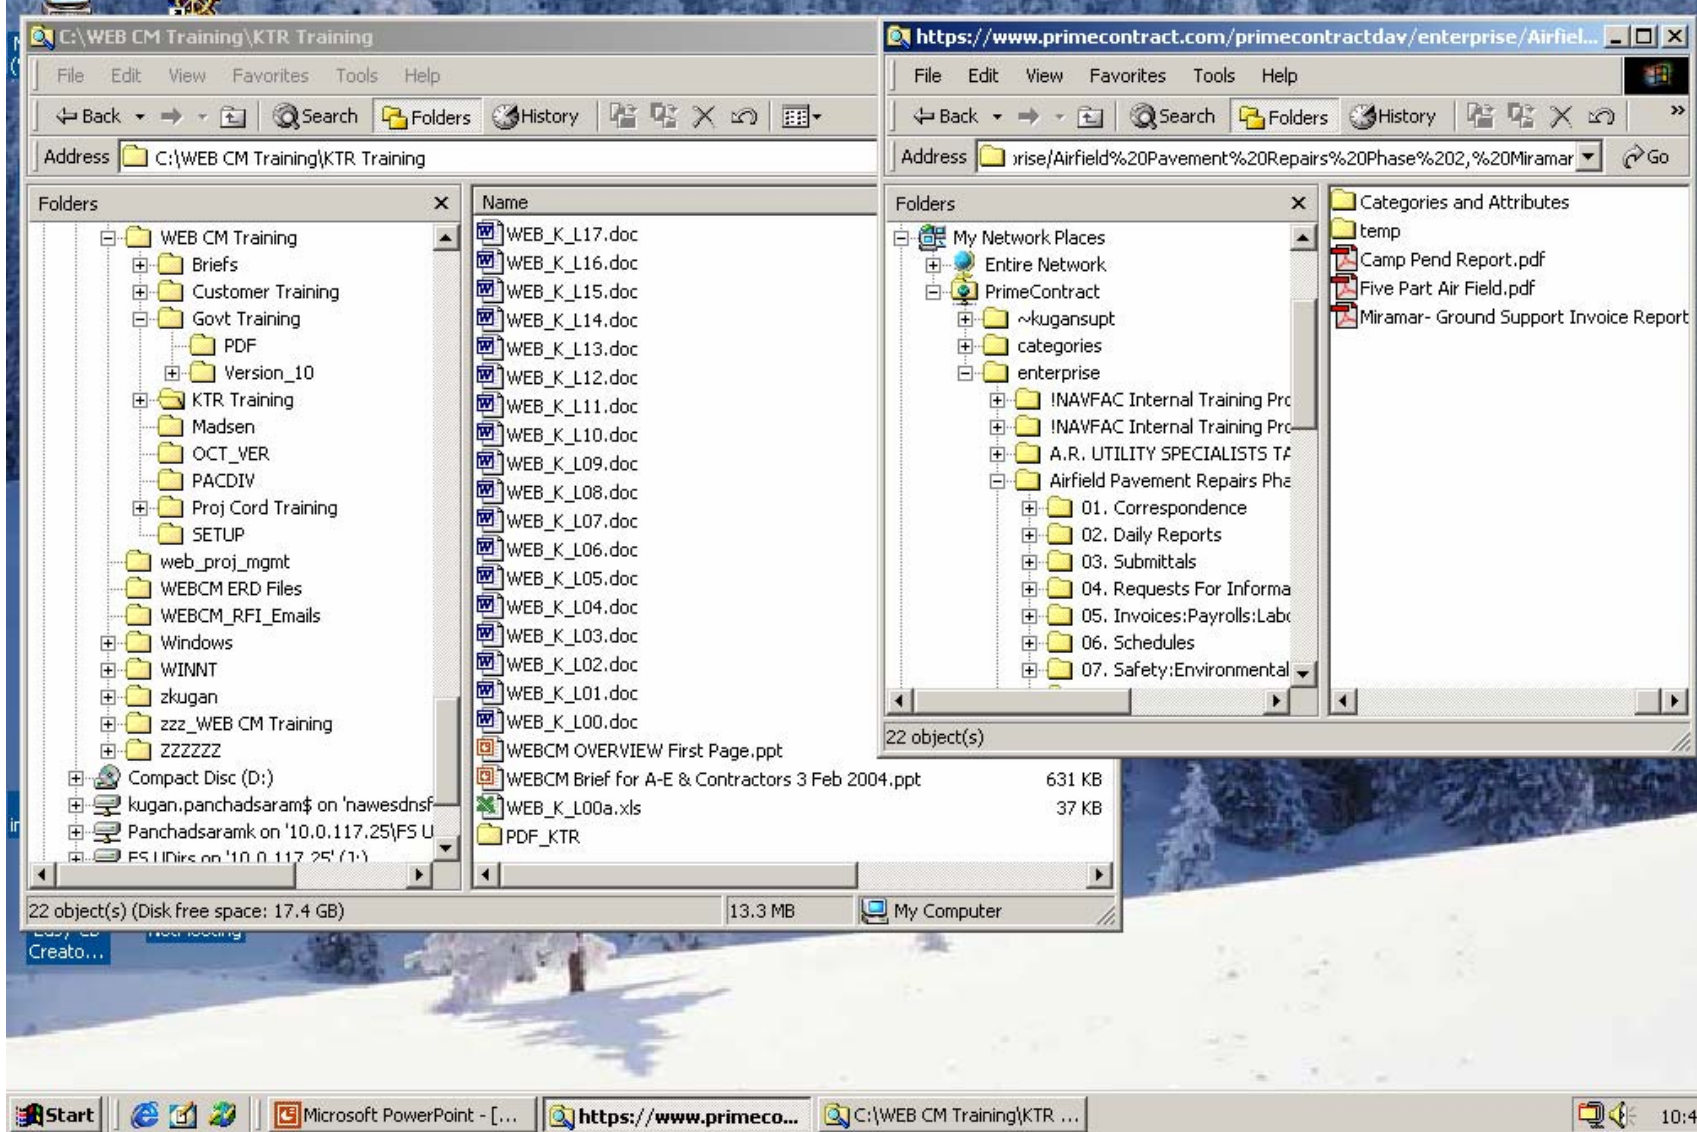 C:\WEB CM Training\KTR Training
File Edit View Favorites Tools Help
Back Search Folders History
Address C:\WEB CM Training\KTR Training
Folders
WEB CM Training
Briefs
Customer Training
Govt Training
PDF
Version_10
KTR Training
Madsen
OCT_VER
PACDIV
Proj Cord Training
SETUP
web_proj_mgmt
WEBCM ERD Files
WEBCM_RFI_Emails
Windows
WINNT
zkugan
zzz_WEB CM Training
ZZZZZZ
Compact Disc (D:)
kugan.panchadsaram$ on 'nawesdnsf
Panchadsaramk on '10.0.117.25\FS U
FS UDirs on '10.0.117.25' (J:)
Name
WEB_K_L17.doc
WEB_K_L16.doc
WEB_K_L15.doc
WEB_K_L14.doc
WEB_K_L13.doc
WEB_K_L12.doc
WEB_K_L11.doc
WEB_K_L10.doc
WEB_K_L09.doc
WEB_K_L08.doc
WEB_K_L07.doc
WEB_K_L06.doc
WEB_K_L05.doc
WEB_K_L04.doc
WEB_K_L03.doc
WEB_K_L02.doc
WEB_K_L01.doc
WEB_K_L00.doc
WEBCM OVERVIEW First Page.ppt
WEBCM Brief for A-E & Contractors 3 Feb 2004.ppt 631 KB
WEB_K_L00a.xls 37 KB
PDF_KTR
22 object(s) (Disk free space: 17.4 GB) 13.3 MB My Computer
https://www.primecontract.com/primecontractdav/enterprise/Airfiel...
File Edit View Favorites Tools Help
Back Search Folders History »
Address rise/Airfield%20Pavement%20Repairs%20Phase%202,%20Miramar Go
Folders
My Network Places
Entire Network
PrimeContract
~kugansupt
categories
enterprise
!NAVFAC Internal Training Pro
!NAVFAC Internal Training Pro
A.R. UTILITY SPECIALISTS TA
Airfield Pavement Repairs Pha
01. Correspondence
02. Daily Reports
03. Submittals
04. Requests For Informa
05. Invoices:Payrolls:Labo
06. Schedules
07. Safety:Environmental
Categories and Attributes
temp
Camp Pend Report.pdf
Five Part Air Field.pdf
Miramar- Ground Support Invoice Report
22 object(s)
Creato...
Start Microsoft PowerPoint - [... https://www.primeco... C:\WEB CM Training\KTR ... 10:4